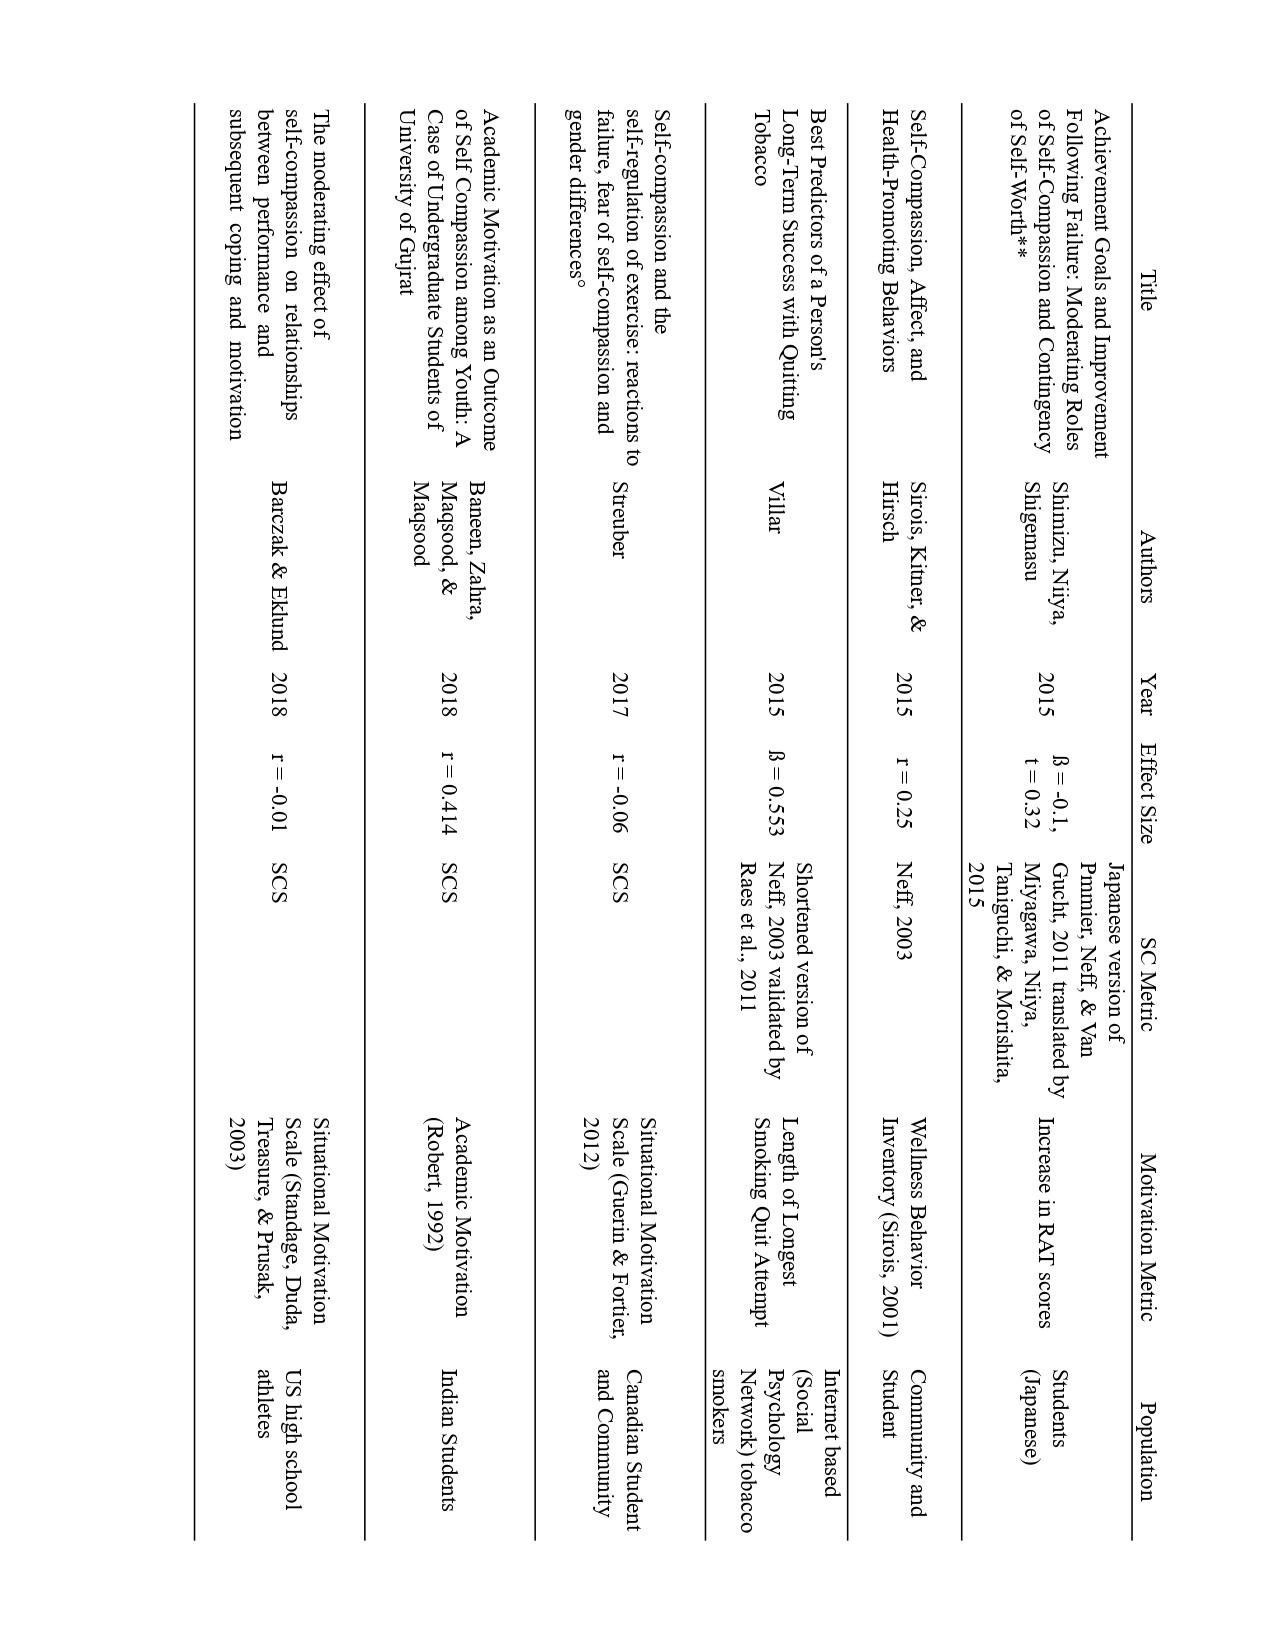 Title
Authors
Year
Effect Size
SC Metric
Motivation Metric
Population
Achievement Goals and Improvement
Following Failure: Moderating Roles
of Self-Compassion and Contingency
of Self-Worth**
Shimizu, Niiya,
Shigemasu
2015
ß = -0.1,
t = 0.32
Japanese version of
Pmmier, Neff, & Van
Gucht, 2011 translated by
Miyagawa, Niiya,
Taniguchi, & Morishita,
2015
Increase in RAT scores
Students
(Japanese)
Self-Compassion, Affect, and
Health-Promoting Behaviors
Sirois, Kitner, &
Hirsch
2015
r = 0.25
Neff, 2003
Wellness Behavior
Inventory (Sirois, 2001)
Community and
Student
Best Predictors of a Person's
Long-Term Success with Quitting
Tobacco
Villar
2015
ß = 0.553
Shortened version of
Neff, 2003 validated by
Raes et al., 2011
Length of Longest
Smoking Quit Attempt
Internet based
(Social
Psychology
Network) tobacco
smokers
Self-compassion and the
self-regulation of exercise: reactions to
failure, fear of self-compassion and
gender differences°
Streuber
2017
r = -0.06
SCS
Situational Motivation
Scale (Guerin & Fortier,
2012)
Canadian Student
and Community
Academic Motivation as an Outcome
of Self Compassion among Youth: A
Case of Undergraduate Students of
University of Gujrat
Baneen, Zahra,
Maqsood, &
Maqsood
2018
r = 0.414
SCS
Academic Motivation
(Robert, 1992)
Indian Students
The moderating effect of
self-compassion on relationships
between performance and
subsequent coping and motivation
Barczak & Eklund
2018
r = -0.01
SCS
Situational Motivation
Scale (Standage, Duda,
Treasure, & Prusak,
2003)
US high school
athletes